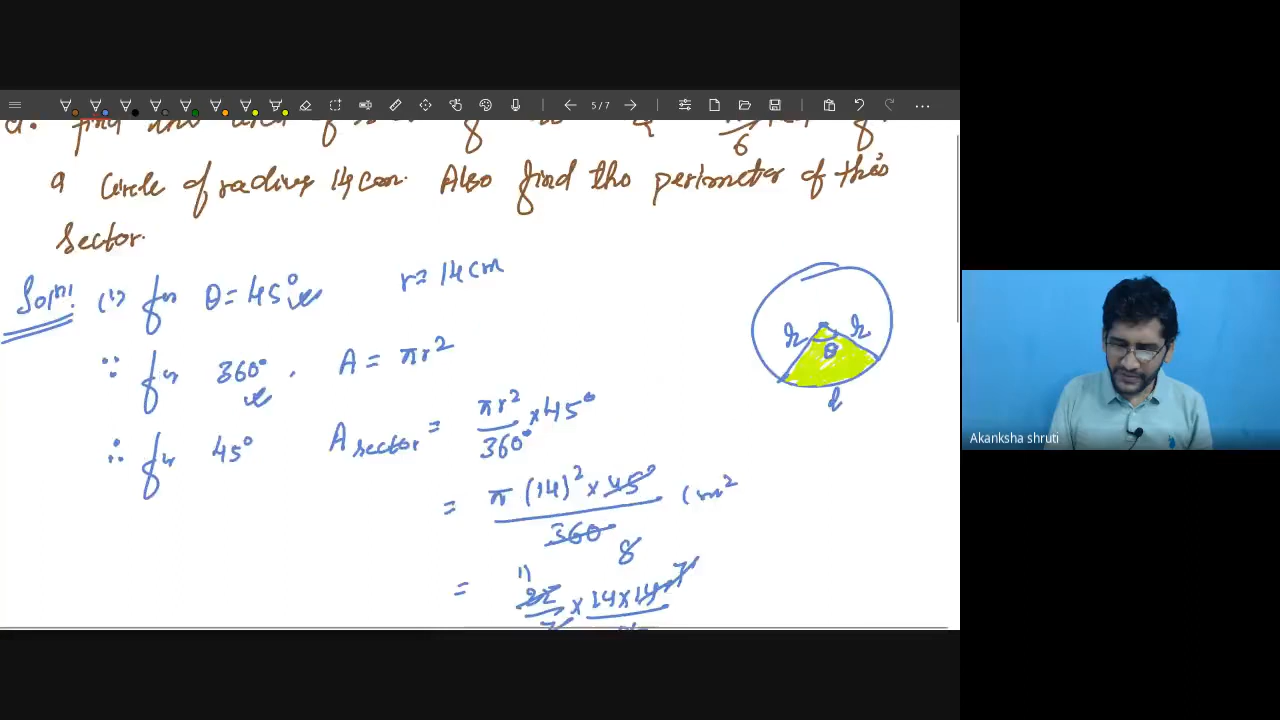 5 / 7
6
a circle of radius 14 cm. Also find the perimeter of this
sector.
Soln: (i) for θ = 45° r = 14 cm
∵ for 360°, A = πr²
∴ for 45° A sector = πr²/360° × 45°
= π (14)² × 45° / 360 cm²
8
11
= 22/7 × 14 × 14
r r
θ
l
Akanksha shruti